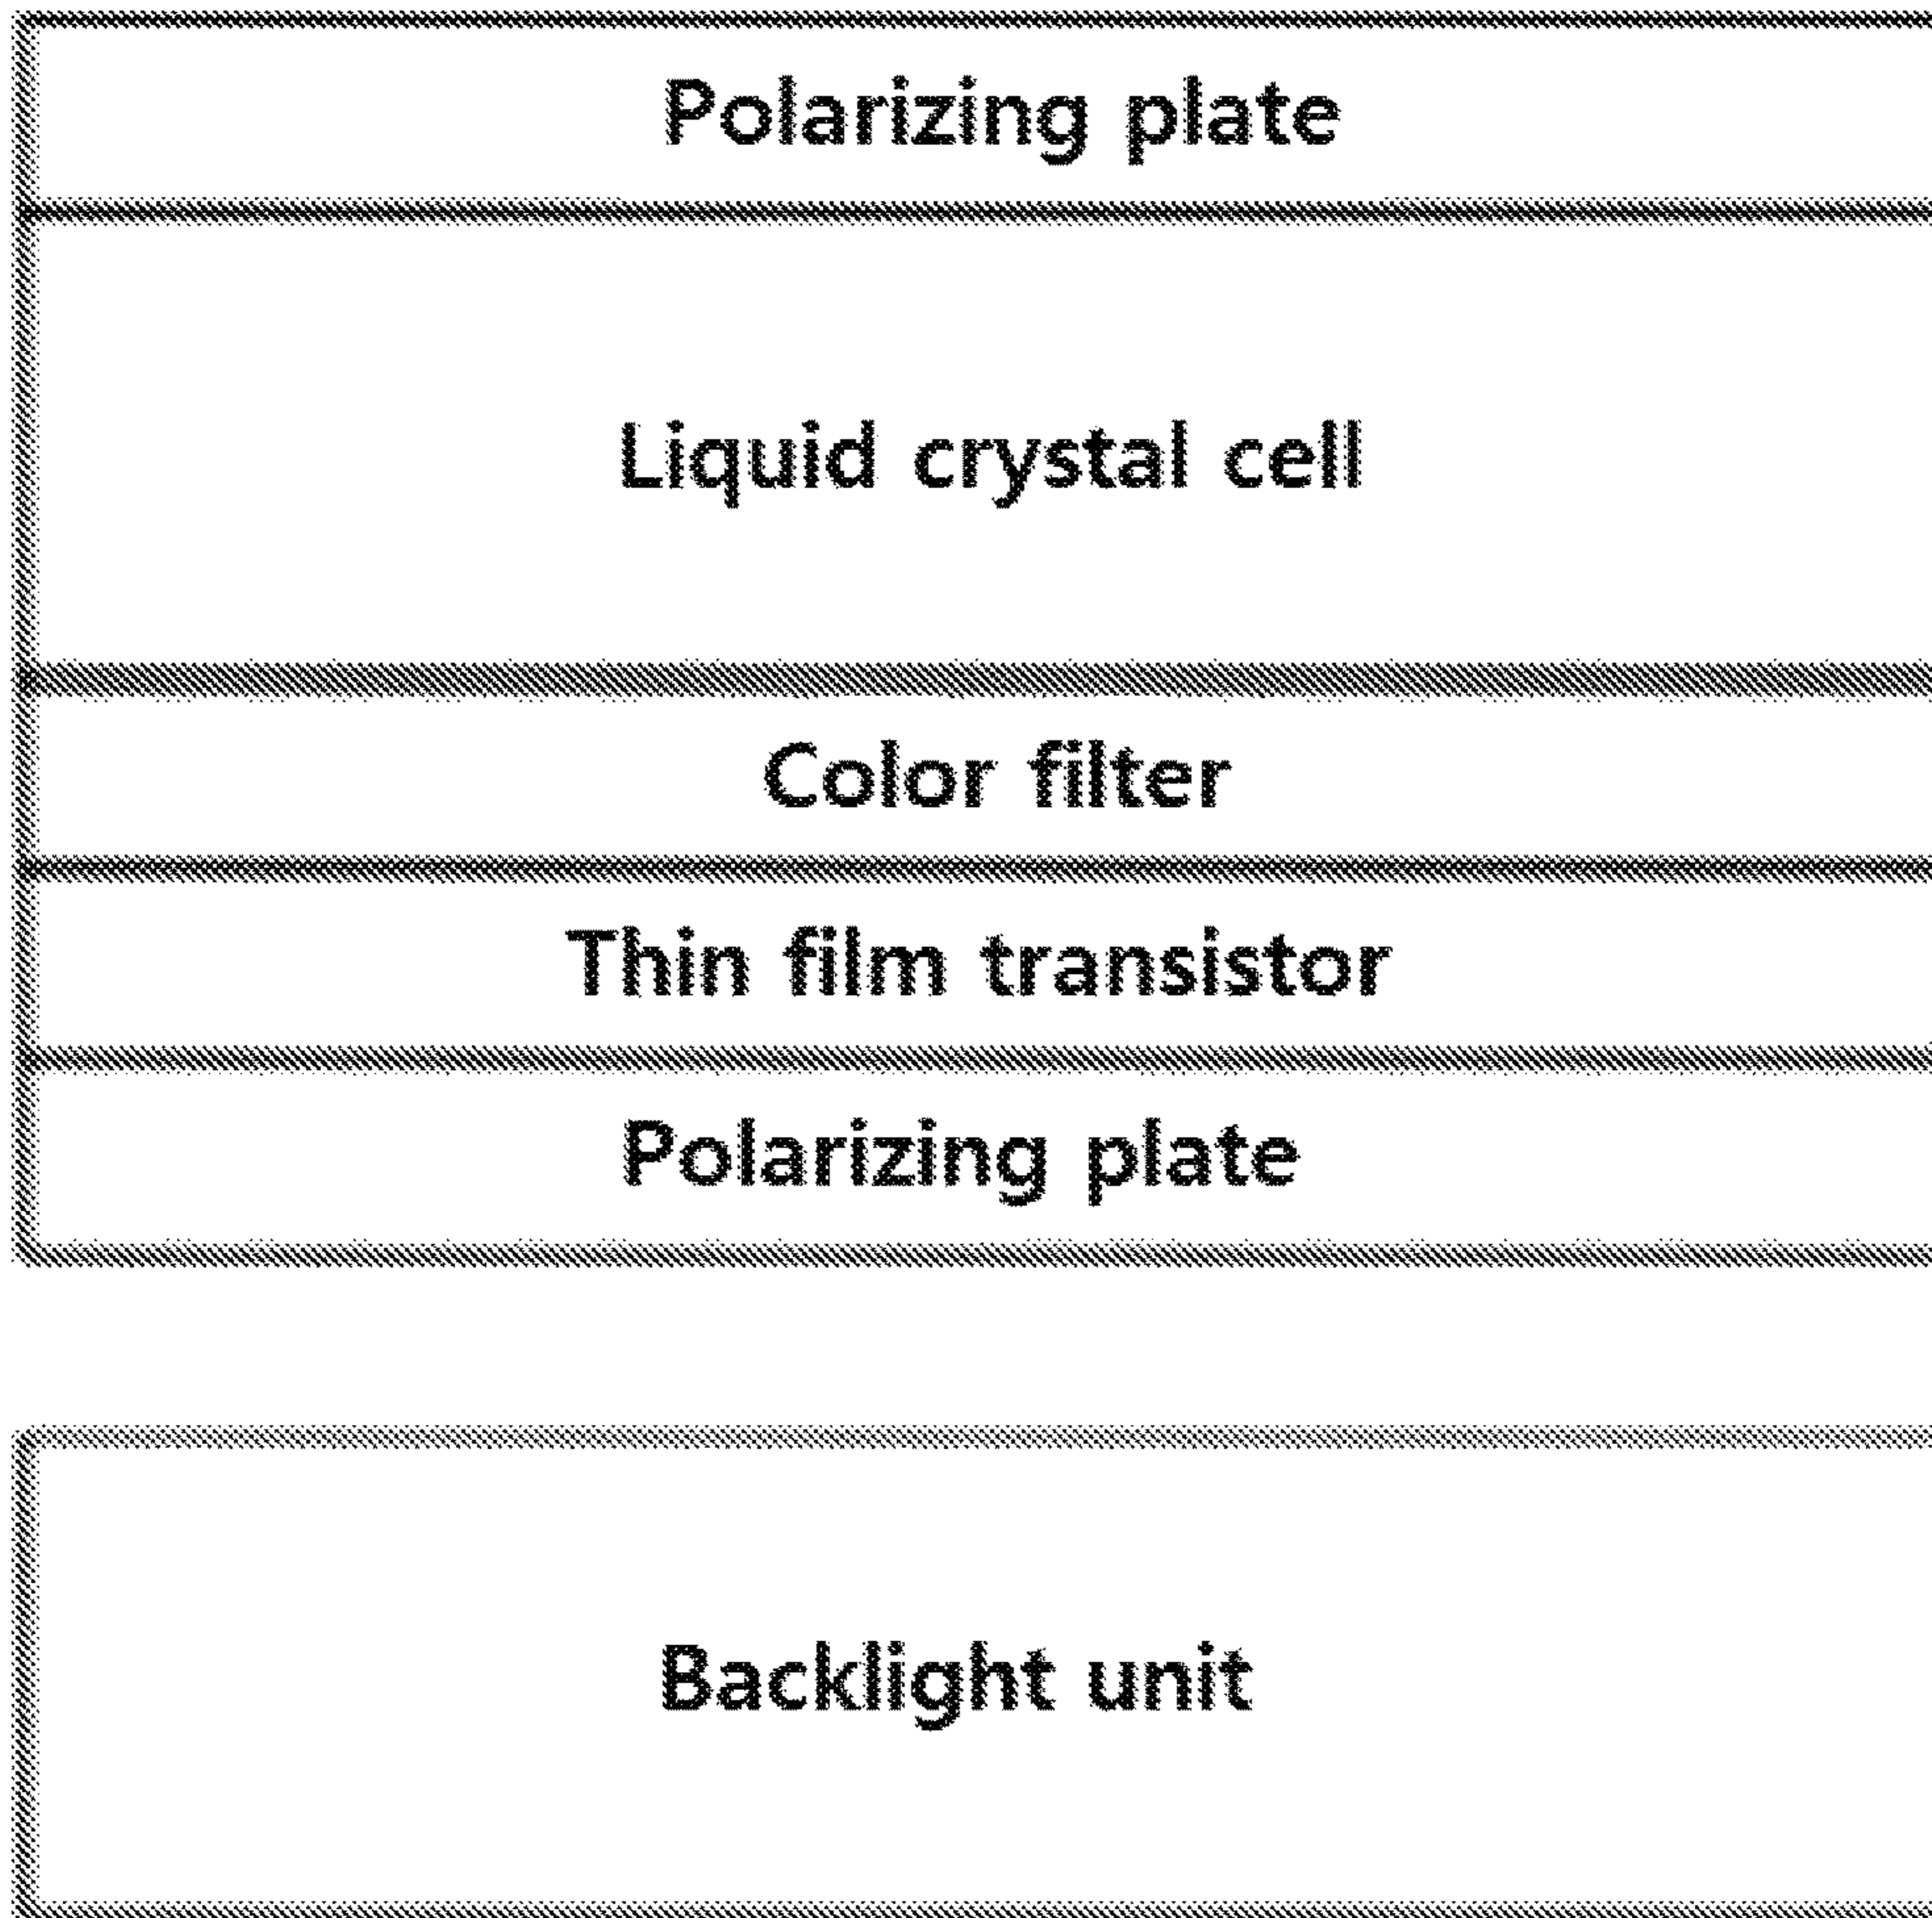 Polarizing plate
Liquid crystal cell
Color filter
Thin film transistor
Polarizing plate
Backlight unit